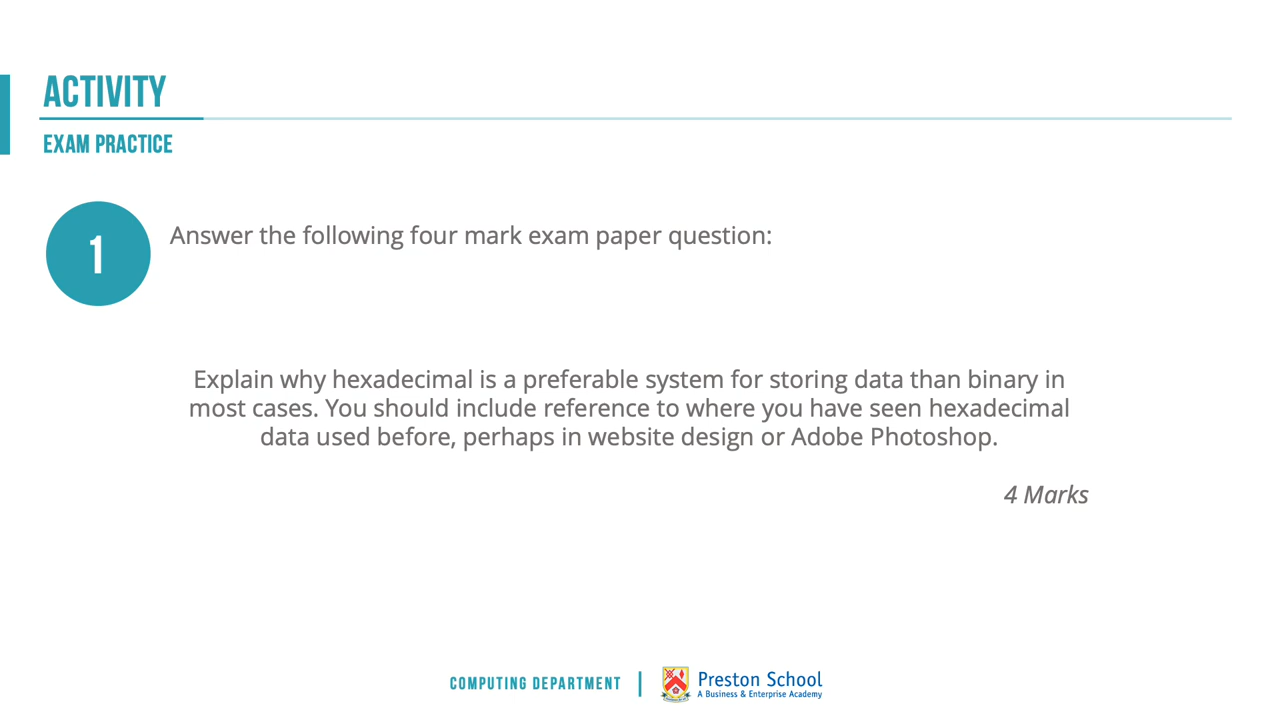 ACTIVITY
EXAM PRACTICE
1
Answer the following four mark exam paper question:
Explain why hexadecimal is a preferable system for storing data than binary in
most cases. You should include reference to where you have seen hexadecimal
data used before, perhaps in website design or Adobe Photoshop.
4 Marks
COMPUTING DEPARTMENT
Preston School
A Business & Enterprise Academy